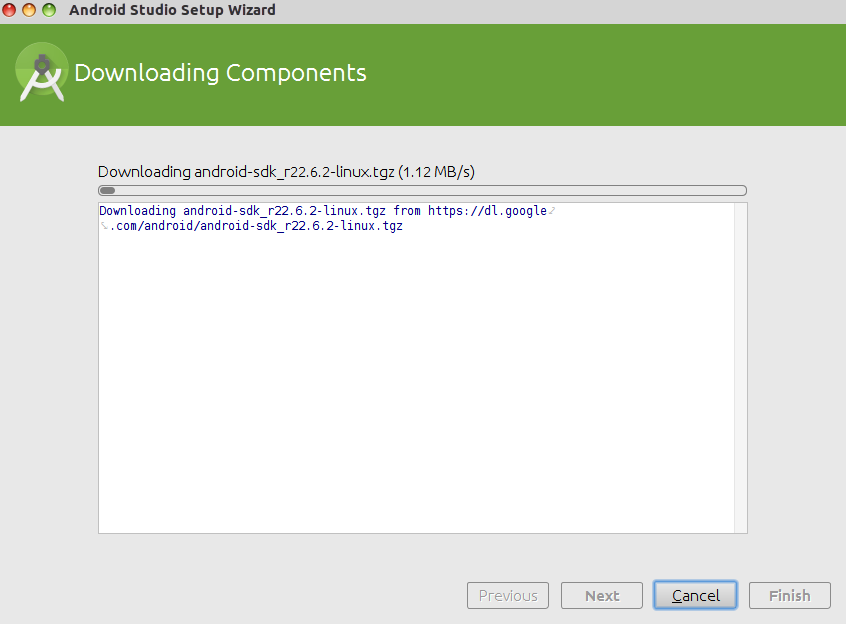 Android Studio Setup Wizard
Downloading Components
Downloading android-sdk_r22.6.2-linux.tgz (1.12 MB/s)
Downloading android-sdk_r22.6.2-linux.tgz from https://dl.google
.com/android/android-sdk_r22.6.2-linux.tgz
Previous
Next
Cancel
Finish